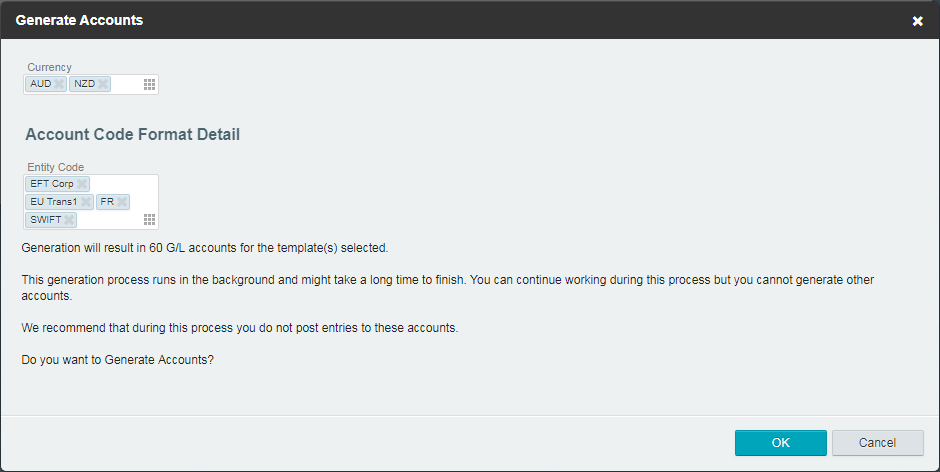 Generate Accounts
Currency
AUD NZD
Account Code Format Detail
Entity Code
EFT Corp
EU Trans1 FR
SWIFT
Generation will result in 60 G/L accounts for the template(s) selected.
This generation process runs in the background and might take a long time to finish. You can continue working during this process but you cannot generate other
accounts.
We recommend that during this process you do not post entries to these accounts.
Do you want to Generate Accounts?
OK Cancel